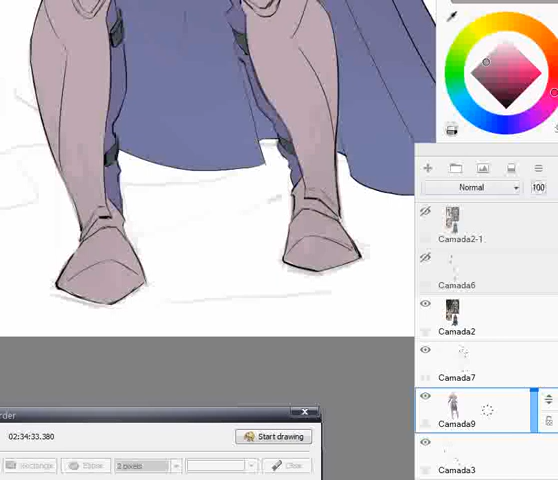 Normal
100
Camada2-1
Camada6
Camada2
Camada7
Camada9
Camada3
order
02:34:33.380
Start drawing
Rectangle
Ellipse
2 pixels
Clear